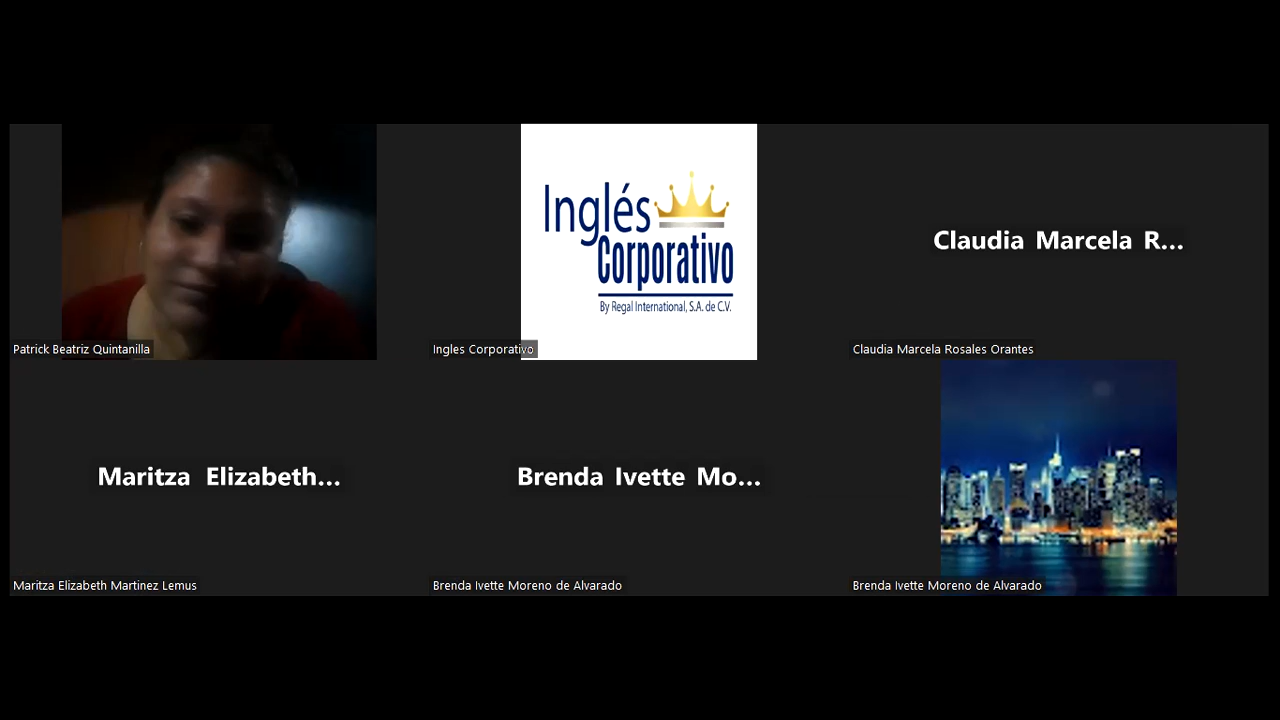 Inglés
Corporativo
By Regal International, S.A. de C.V.
Claudia Marcela R...
Patrick Beatriz Quintanilla
Ingles Corporativo
Claudia Marcela Rosales Orantes
Maritza Elizabeth...
Brenda Ivette Mo...
Maritza Elizabeth Martinez Lemus
Brenda Ivette Moreno de Alvarado
Brenda Ivette Moreno de Alvarado